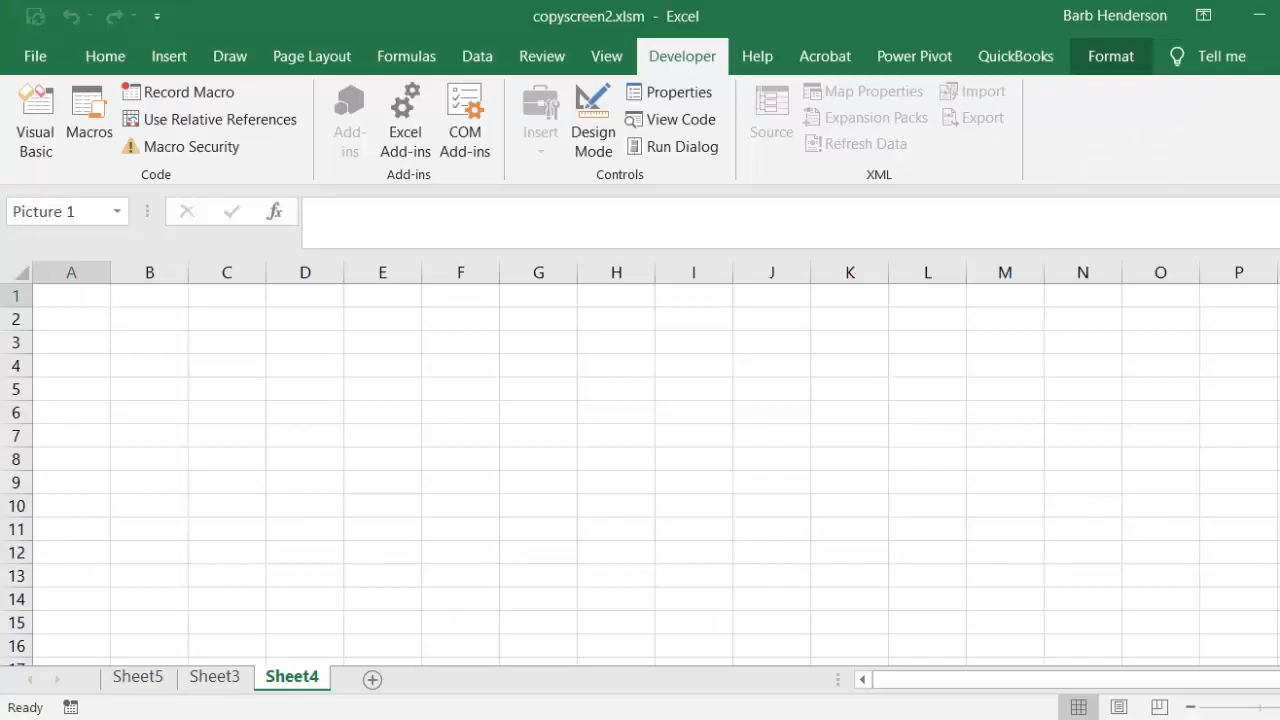 copyscreen2.xlsm - Excel
Barb Henderson
File Home Insert Draw Page Layout Formulas Data Review View Developer Help Acrobat Power Pivot QuickBooks Format Tell me
Visual Basic
Macros
Record Macro
Use Relative References
Macro Security
Code
Add-ins
Excel Add-ins
COM Add-ins
Add-ins
Insert
Design Mode
Properties
View Code
Run Dialog
Controls
Source
Map Properties
Expansion Packs
Refresh Data
Import
Export
XML
Picture 1
fx
A B C D E F G H I J K L M N O P
1
2
3
4
5
6
7
8
9
10
11
12
13
14
15
16
Sheet5 Sheet3 Sheet4
Ready